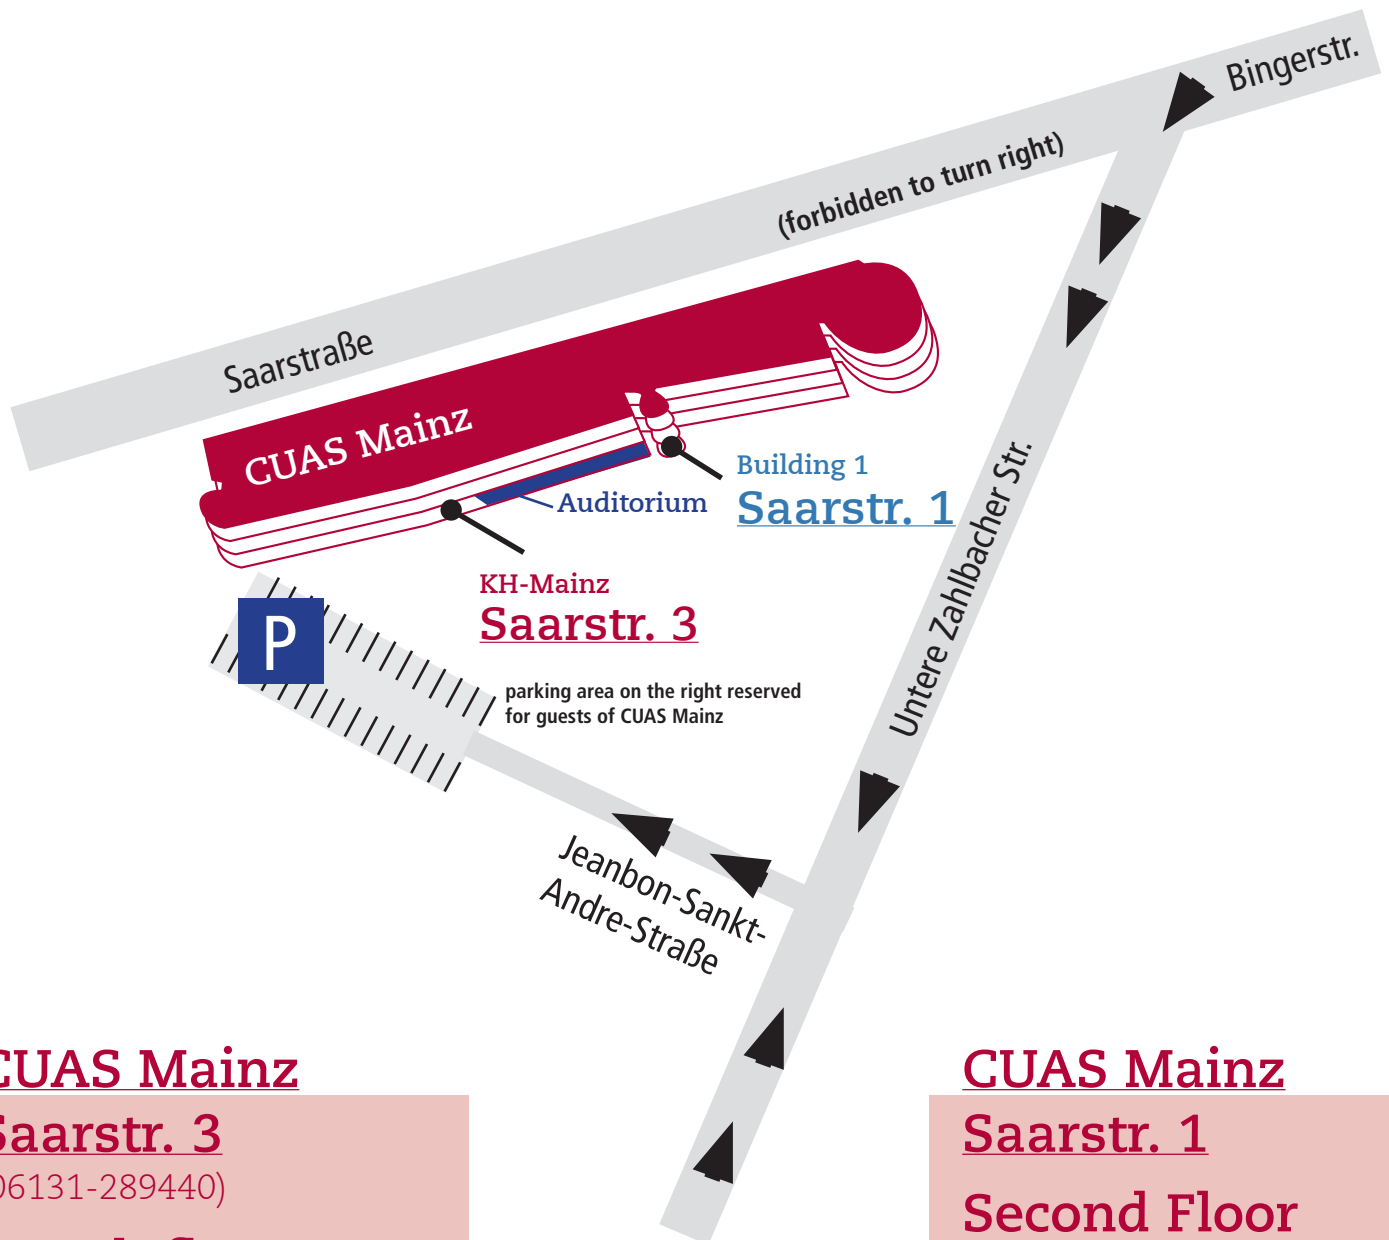 Bingerstr.
(forbidden to turn right)
Saarstraße
CUAS Mainz
Building 1
Saarstr. 1
Auditorium
Untere Zahlbacher Str.
KH-Mainz
Saarstr. 3
P
parking area on the right reserved
for guests of CUAS Mainz
Jeanbon-Sankt-
Andre-Straße
CUAS Mainz
Saarstr. 3
06131-289440)
CUAS Mainz
Saarstr. 1
Second Floor